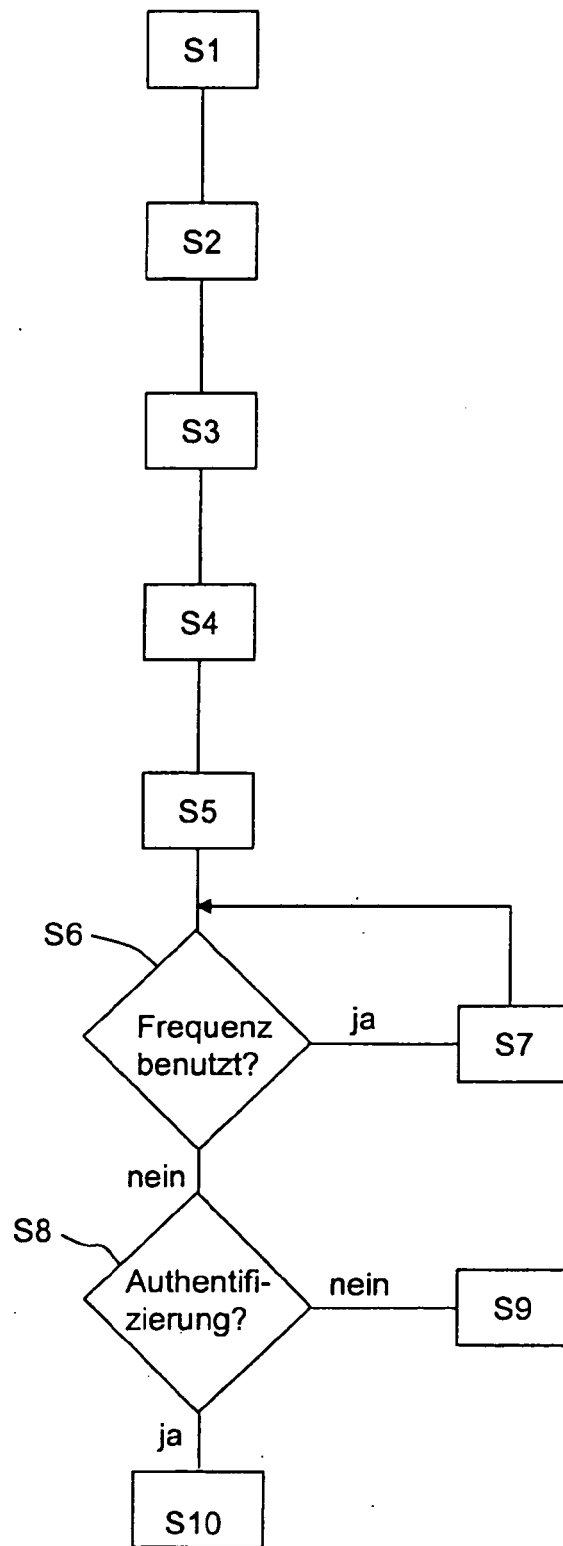 S1
S2
S3
S4
S5
S6
Frequenz
benutzt?
ja
S7
nein
S8
Authentifi-
zierung?
nein
S9
ja
S10